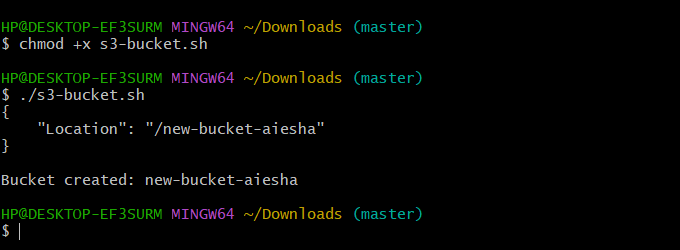 HP@DESKTOP-EF3SURM MINGW64 ~/Downloads (master)
$ chmod +x s3-bucket.sh
HP@DESKTOP-EF3SURM MINGW64 ~/Downloads (master)
$ ./s3-bucket.sh
{
    "Location": "/new-bucket-aiesha"
}
Bucket created: new-bucket-aiesha
HP@DESKTOP-EF3SURM MINGW64 ~/Downloads (master)
$